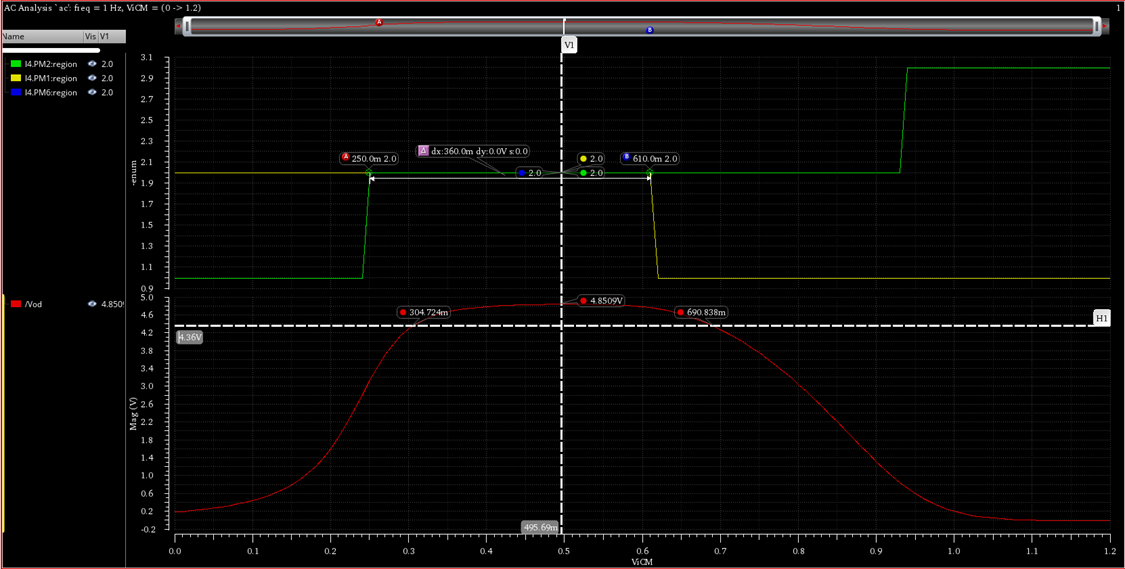 AC Analysis `ac': freq = 1 Hz, ViCM = (0 -> 1.2)
1
A
B
Name Vis V1
V1
I4.PM2:region 2.0
I4.PM1:region 2.0
I4.PM6:region 2.0
3.1
2.9
2.7
2.5
2.3
2.1
1.9
1.7
1.5
1.3
1.1
0.9
-enum
A 250.0m 2.0
Δ dx:360.0m dy:0.0V s:0.0
2.0
2.0
2.0
B 610.0m 2.0
/Vod 4.8509
5.0
4.6
4.2
3.8
3.4
3.0
2.6
2.2
1.8
1.4
1.0
0.6
0.2
-0.2
Mag (V)
4.8509V
304.724m
690.838m
H1
4.36V
495.69m
0.0 0.1 0.2 0.3 0.4 0.5 0.6 0.7 0.8 0.9 1.0 1.1 1.2
ViCM